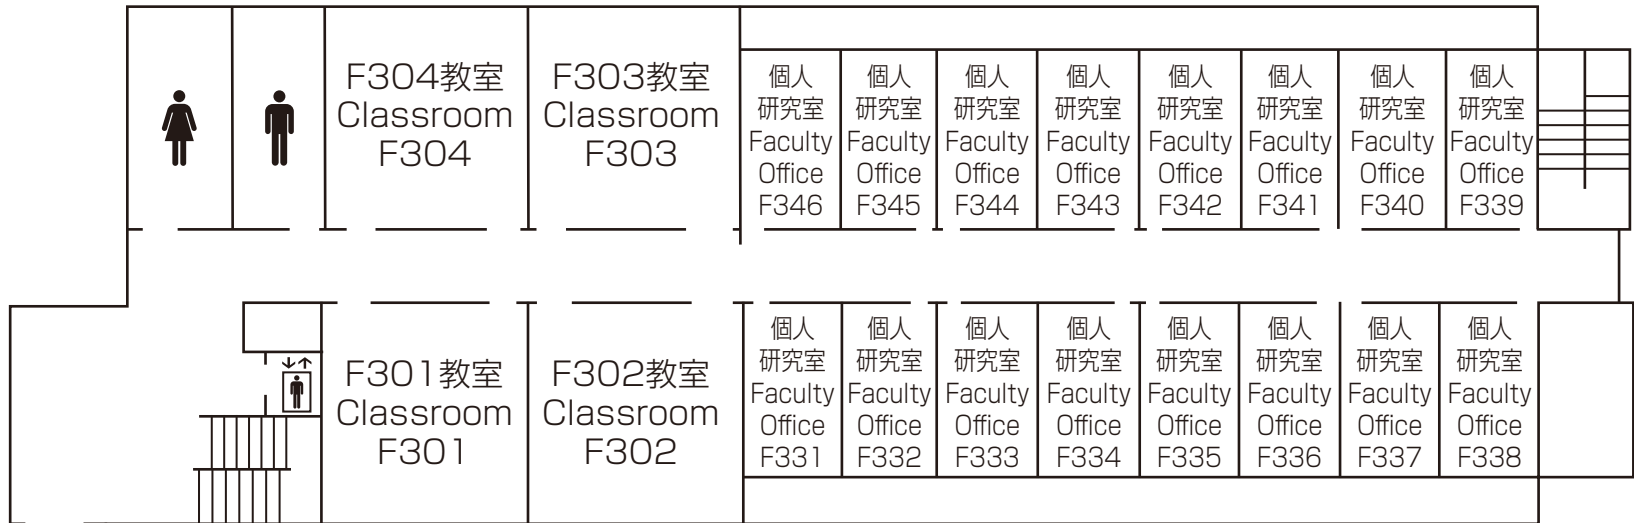 F304教室
Classroom
F304
F303教室
Classroom
F303
個人
研究室
Faculty
Office
F346
個人
研究室
Faculty
Office
F345
個人
研究室
Faculty
Office
F344
個人
研究室
Faculty
Office
F343
個人
研究室
Faculty
Office
F342
個人
研究室
Faculty
Office
F341
個人
研究室
Faculty
Office
F340
個人
研究室
Faculty
Office
F339
F301教室
Classroom
F301
F302教室
Classroom
F302
個人
研究室
Faculty
Office
F331
個人
研究室
Faculty
Office
F332
個人
研究室
Faculty
Office
F333
個人
研究室
Faculty
Office
F334
個人
研究室
Faculty
Office
F335
個人
研究室
Faculty
Office
F336
個人
研究室
Faculty
Office
F337
個人
研究室
Faculty
Office
F338